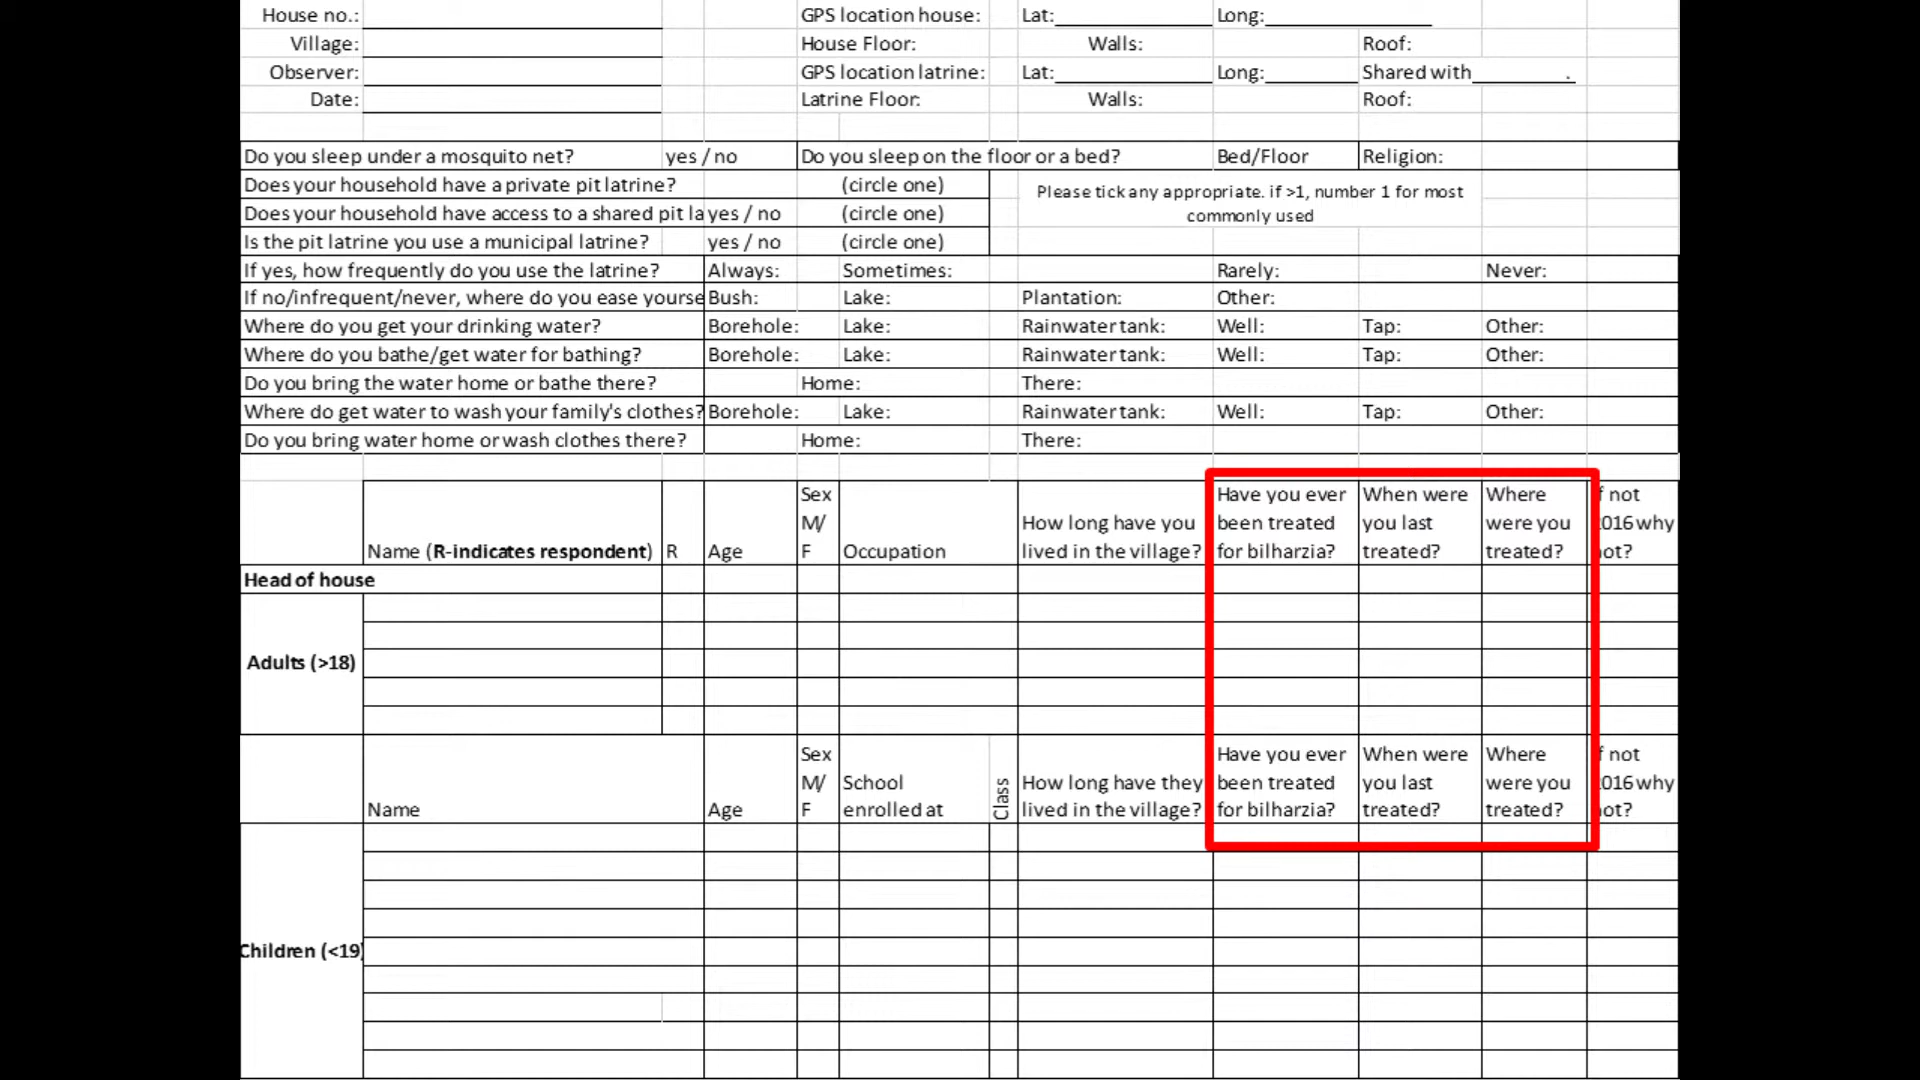 House no.: GPS location house: Lat: Long:
Village: House Floor: Walls: Roof:
Observer: GPS location latrine: Lat: Long: Shared with .
Date: Latrine Floor: Walls: Roof:
Do you sleep under a mosquito net? yes / no Do you sleep on the floor or a bed? Bed/Floor Religion:
Does your household have a private pit latrine? (circle one) Please tick any appropriate. if >1, number 1 for most
commonly used
Does your household have access to a shared pit la yes / no (circle one)
Is the pit latrine you use a municipal latrine? yes / no (circle one)
If yes, how frequently do you use the latrine? Always: Sometimes: Rarely: Never:
If no/infrequent/never, where do you ease yourse Bush: Lake: Plantation: Other:
Where do you get your drinking water? Borehole: Lake: Rainwater tank: Well: Tap: Other:
Where do you bathe/get water for bathing? Borehole: Lake: Rainwater tank: Well: Tap: Other:
Do you bring the water home or bathe there? Home: There:
Where do get water to wash your family's clothes? Borehole: Lake: Rainwater tank: Well: Tap: Other:
Do you bring water home or wash clothes there? Home: There:
Sex Have you ever When were Where f not
M/ How long have you been treated you last were you 016 why
Name (R-indicates respondent) R Age F Occupation lived in the village? for bilharzia? treated? treated? ot?
Head of house
Adults (>18)
Sex Have you ever When were Where f not
M/ School Class How long have they been treated you last were you 016 why
Name Age F enrolled at lived in the village? for bilharzia? treated? treated? ot?
Children (<19)